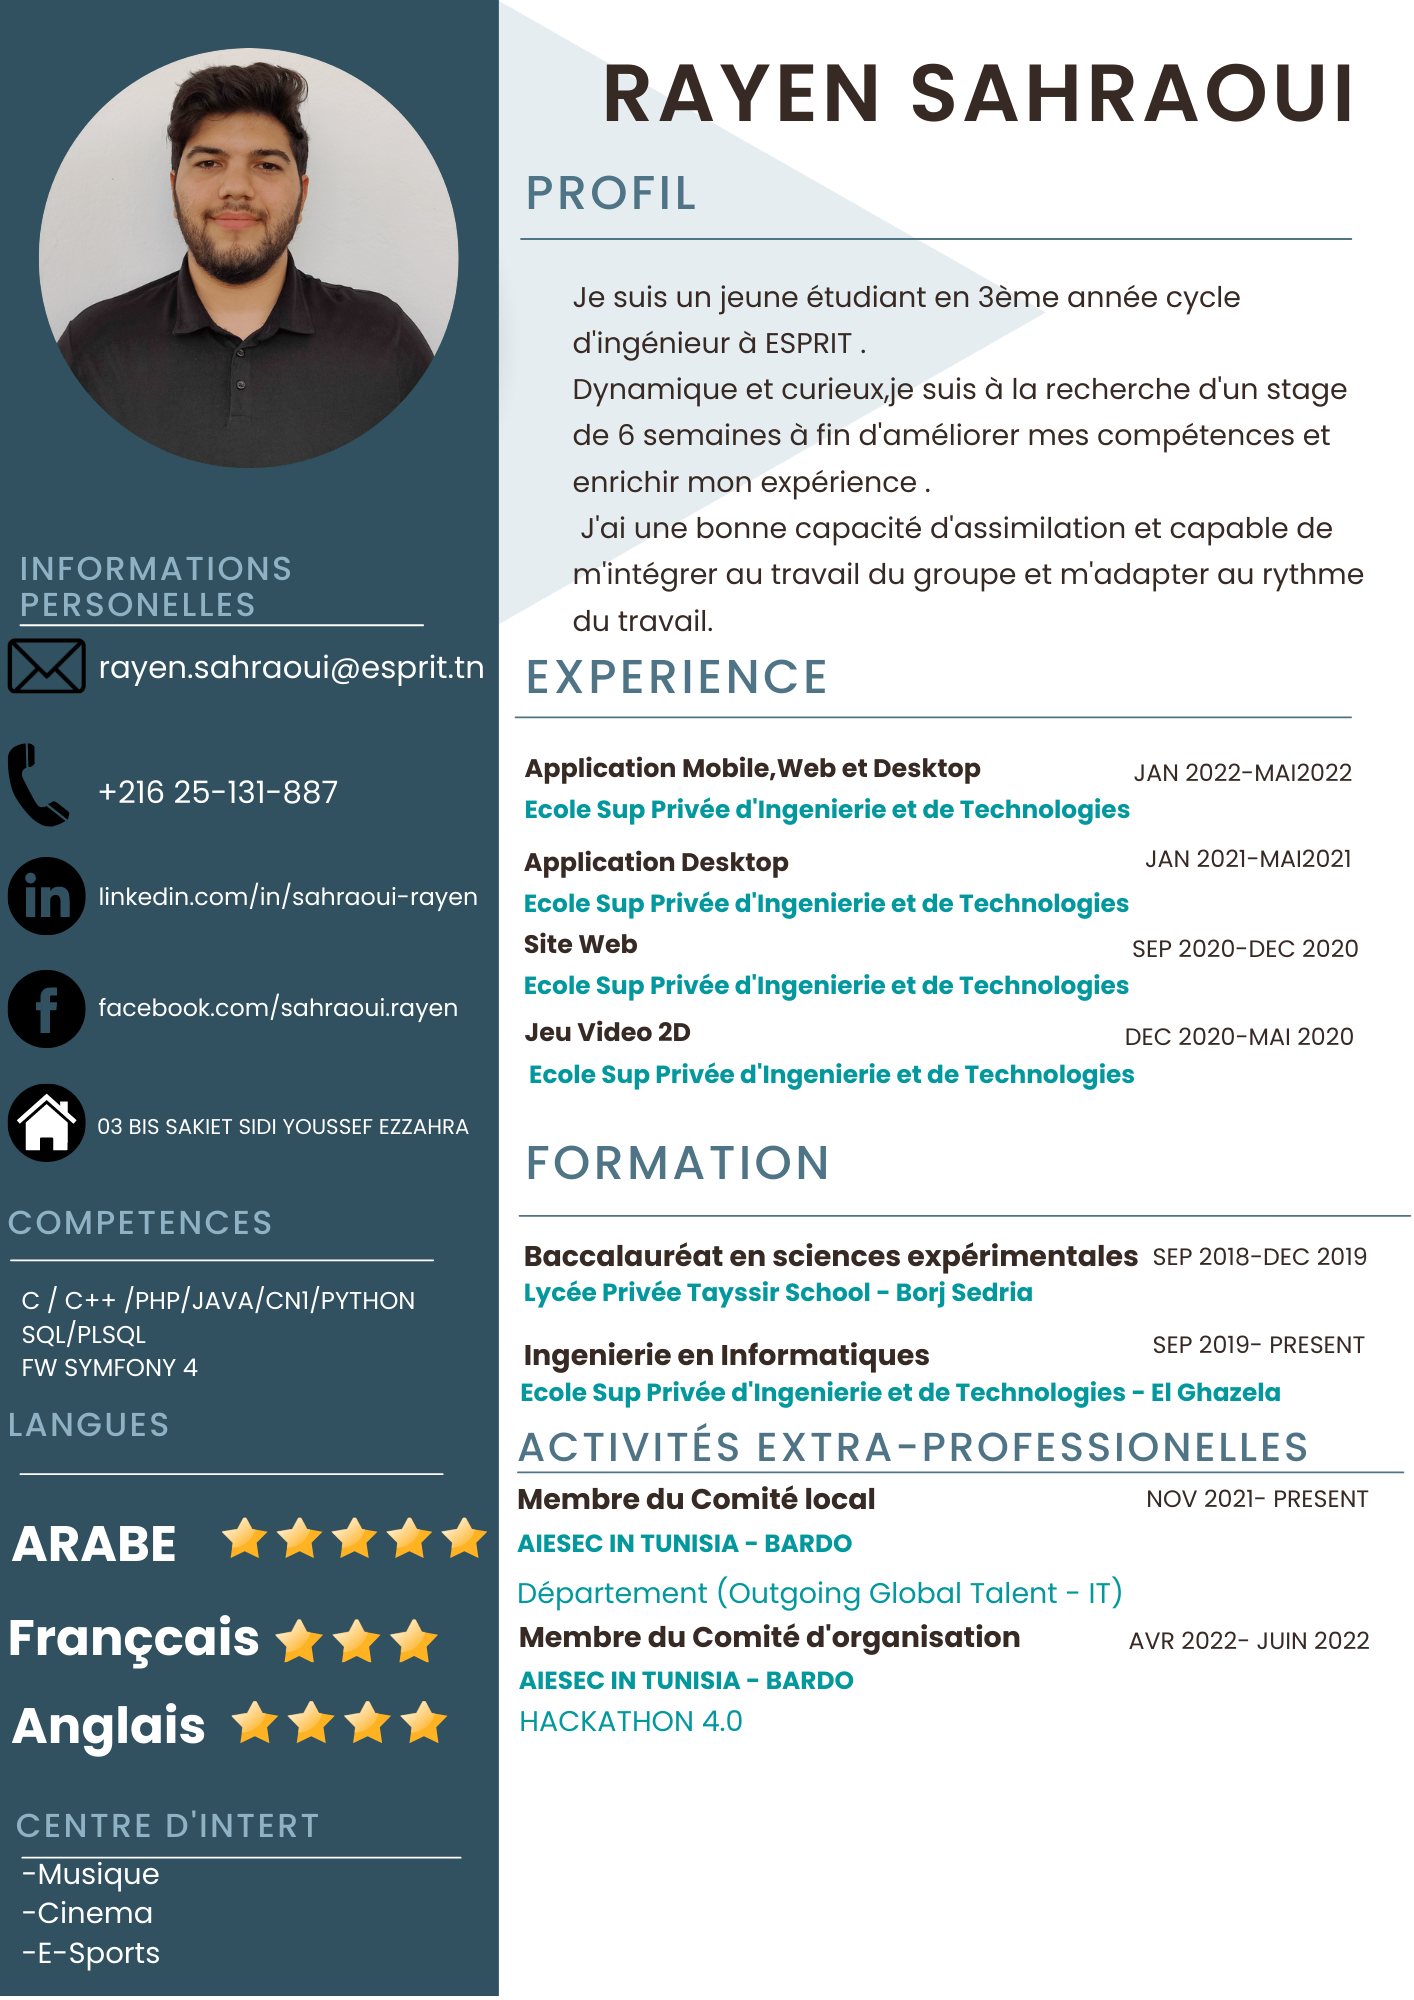 RAYEN SAHRAOUI
PROFIL
Je suis un jeune étudiant en 3ème année cycle
d'ingénieur à ESPRIT .
Dynamique et curieux,je suis à la recherche d'un stage
de 6 semaines à fin d'améliorer mes compétences et
enrichir mon expérience .
J'ai une bonne capacité d'assimilation et capable de
m'intégrer au travail du groupe et m'adapter au rythme
du travail.
INFORMATIONS
PERSONELLES
rayen.sahraoui@esprit.tn
+216 25-131-887
in
linkedin.com/in/sahraoui-rayen
f
facebook.com/sahraoui.rayen
03 BIS SAKIET SIDI YOUSSEF EZZAHRA
COMPETENCES
C / C++ /PHP/JAVA/CN1/PYTHON
SQL/PLSQL
FW SYMFONY 4
LANGUES
ARABE
Françcais
Anglais
CENTRE D'INTERT
-Musique
-Cinema
-E-Sports
EXPERIENCE
Application Mobile,Web et Desktop JAN 2022-MAI2022
Ecole Sup Privée d'Ingenierie et de Technologies
Application Desktop JAN 2021-MAI2021
Ecole Sup Privée d'Ingenierie et de Technologies
Site Web SEP 2020-DEC 2020
Ecole Sup Privée d'Ingenierie et de Technologies
Jeu Video 2D DEC 2020-MAI 2020
Ecole Sup Privée d'Ingenierie et de Technologies
FORMATION
Baccalauréat en sciences expérimentales SEP 2018-DEC 2019
Lycée Privée Tayssir School - Borj Sedria
Ingenierie en Informatiques SEP 2019- PRESENT
Ecole Sup Privée d'Ingenierie et de Technologies - El Ghazela
ACTIVITÉS EXTRA-PROFESSIONELLES
Membre du Comité local NOV 2021- PRESENT
AIESEC IN TUNISIA - BARDO
Département (Outgoing Global Talent - IT)
Membre du Comité d'organisation AVR 2022- JUIN 2022
AIESEC IN TUNISIA - BARDO
HACKATHON 4.0